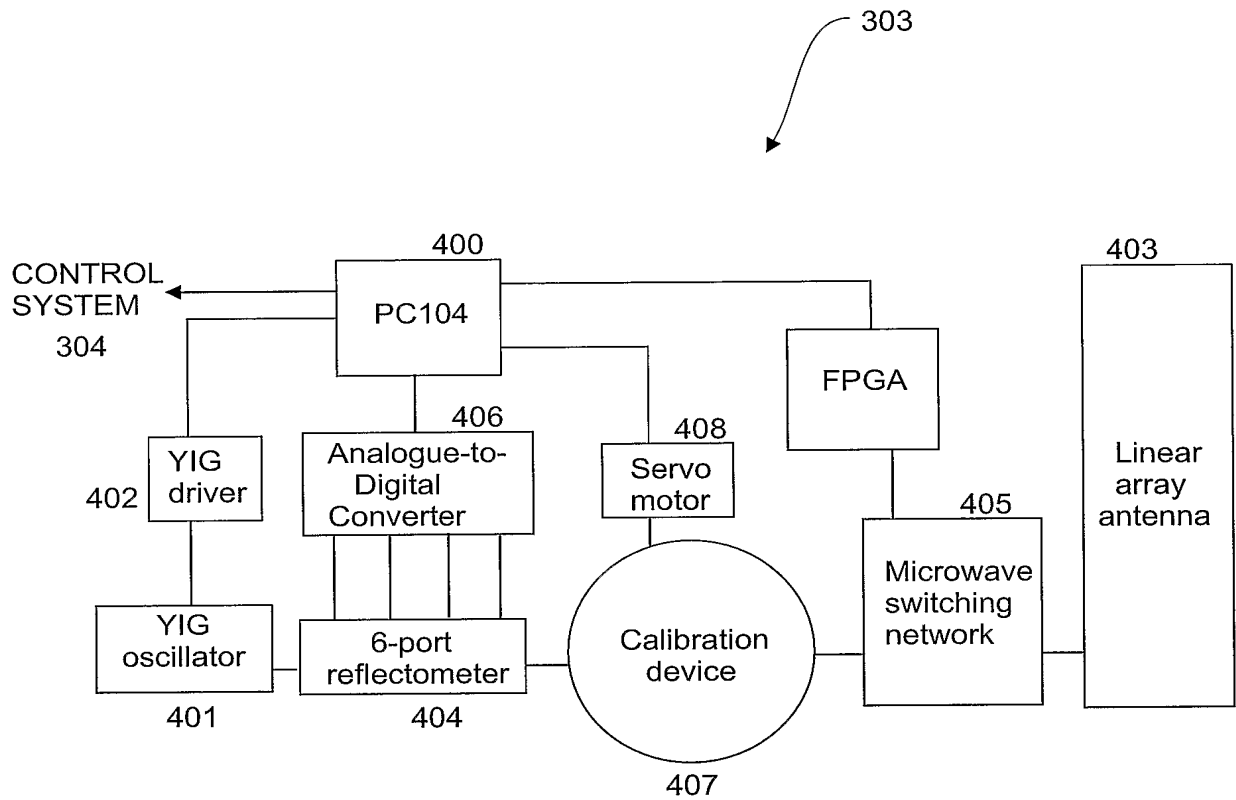 303
400
403
CONTROL
SYSTEM
304
PC104
FPGA
406
408
402
YIG
driver
Analogue-to-
Digital
Converter
Servo
motor
405
Linear
array
antenna
YIG
oscillator
6-port
reflectometer
Calibration
device
Microwave
switching
network
401
404
407